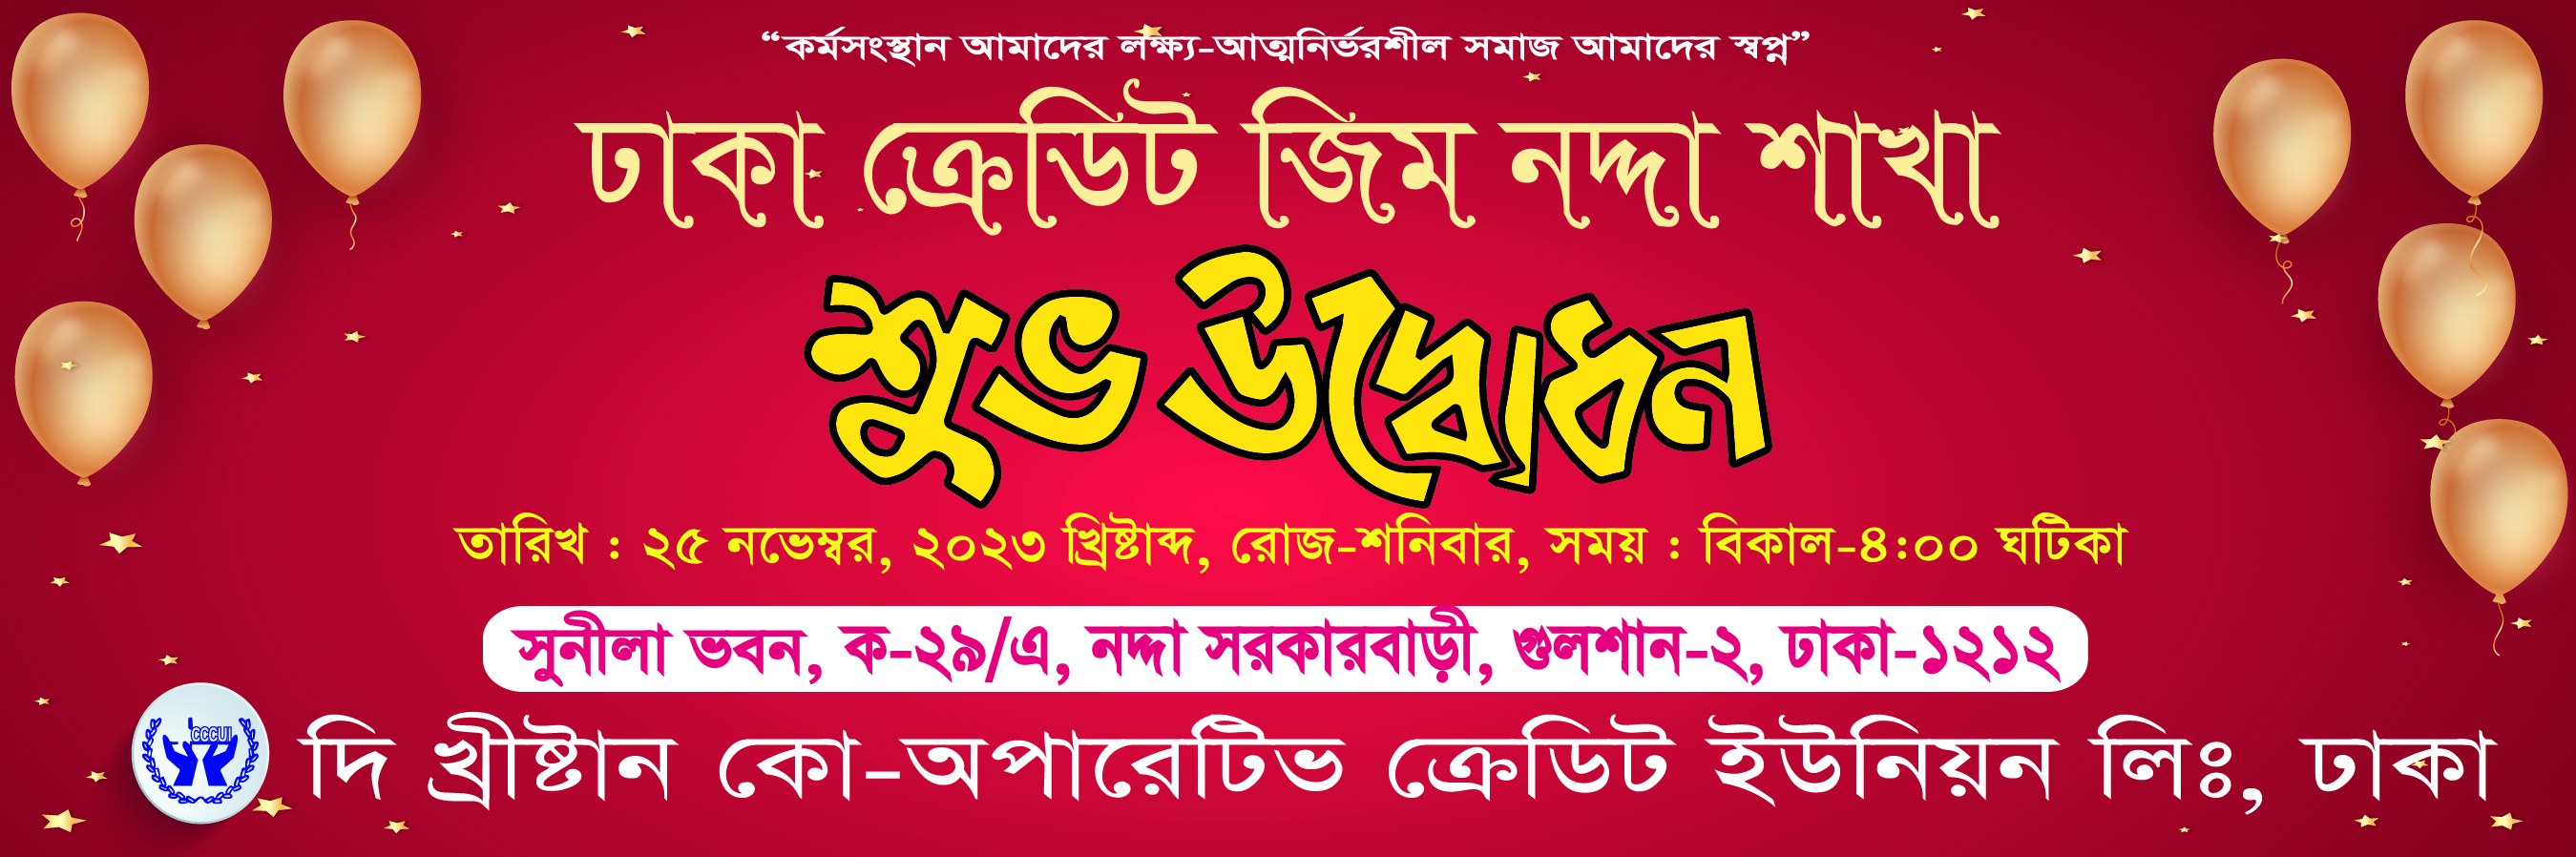 “কর্মসংস্থান আমাদের লক্ষ্য-আত্মনির্ভরশীল সমাজ আমাদের স্বপ্ন”
ঢাকা ক্রেডিট জিম নদ্দা শাখা
শুভ উদ্বোধন
তারিখ : ২৫ নভেম্বর, ২০২৩ খ্রিষ্টাব্দ, রোজ-শনিবার, সময় : বিকাল-৪:০০ ঘটিকা
সুনীলা ভবন, ক-২৯/এ, নদ্দা সরকারবাড়ী, গুলশান-২, ঢাকা-১২১২
CCCUL
দি খ্রীষ্টান কো-অপারেটিভ ক্রেডিট ইউনিয়ন লিঃ, ঢাকা